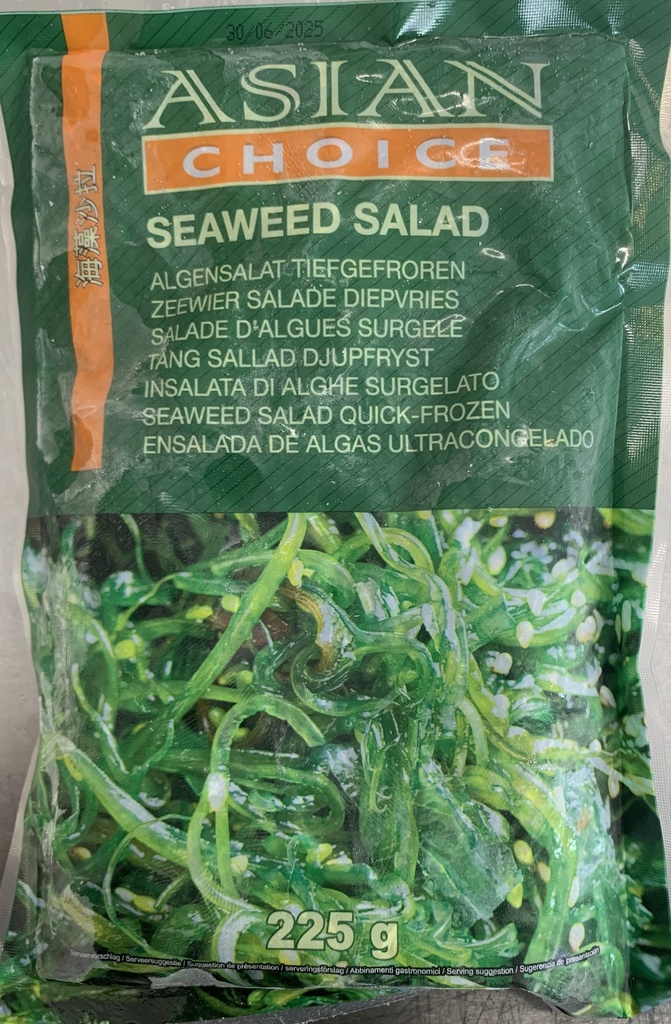 30/06/2025
ASIAN
CHOICE
海藻沙拉
SEAWEED SALAD
ALGENSALAT TIEFGEFROREN
ZEEWIER SALADE DIEPVRIES
SALADE D'ALGUES SURGELÉ
TÅNG SALLAD DJUPFRYST
INSALATA DI ALGHE SURGELATO
SEAWEED SALAD QUICK-FROZEN
ENSALADA DE ALGAS ULTRACONGELADO
225 g
Serviervorschlag / Serveersuggestie / Suggestion de présentation / serveringsförslag / Abbinamenti gastronomici / Serving suggestion / Sugerencia de presentación